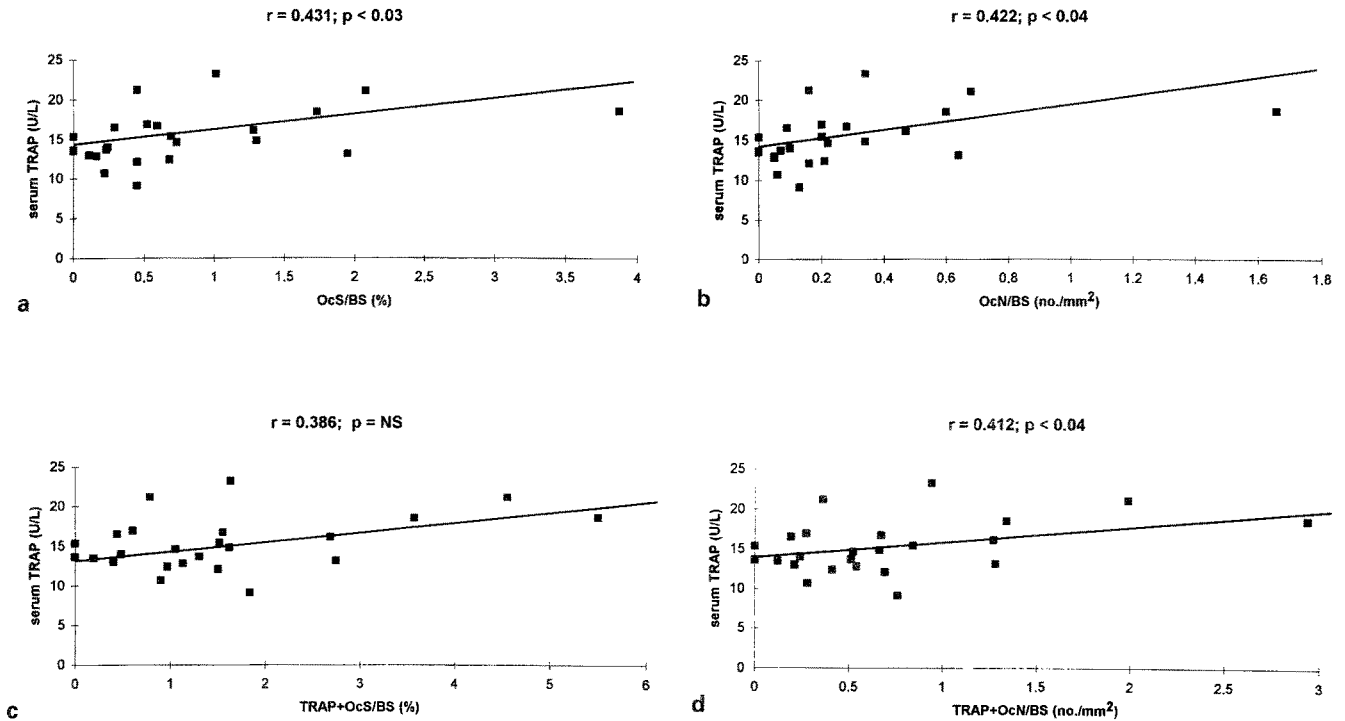 r = 0.431; p < 0.03
25
20
15
10
5
0
serum TRAP (U/L)
0 0,5 1 1.5 2 2,5 3 3,5 4
OcS/BS (%)
a
r = 0.422; p < 0.04
25
20
15
10
5
0
serum TRAP (U/L)
0 0.2 0.4 0.6 0.8 1 1.2 1.4 1.6 1,8
OcN/BS (no./mm²)
b
r = 0.386; p = NS
25
20
15
10
5
0
serum TRAP (U/L)
0 1 2 3 4 5 6
TRAP+OcS/BS (%)
c
r = 0.412; p < 0.04
25
20
15
10
5
0
serum TRAP (U/L)
0 0.5 1 1.5 2 2.5 3
TRAP+OcN/BS (no./mm²)
d